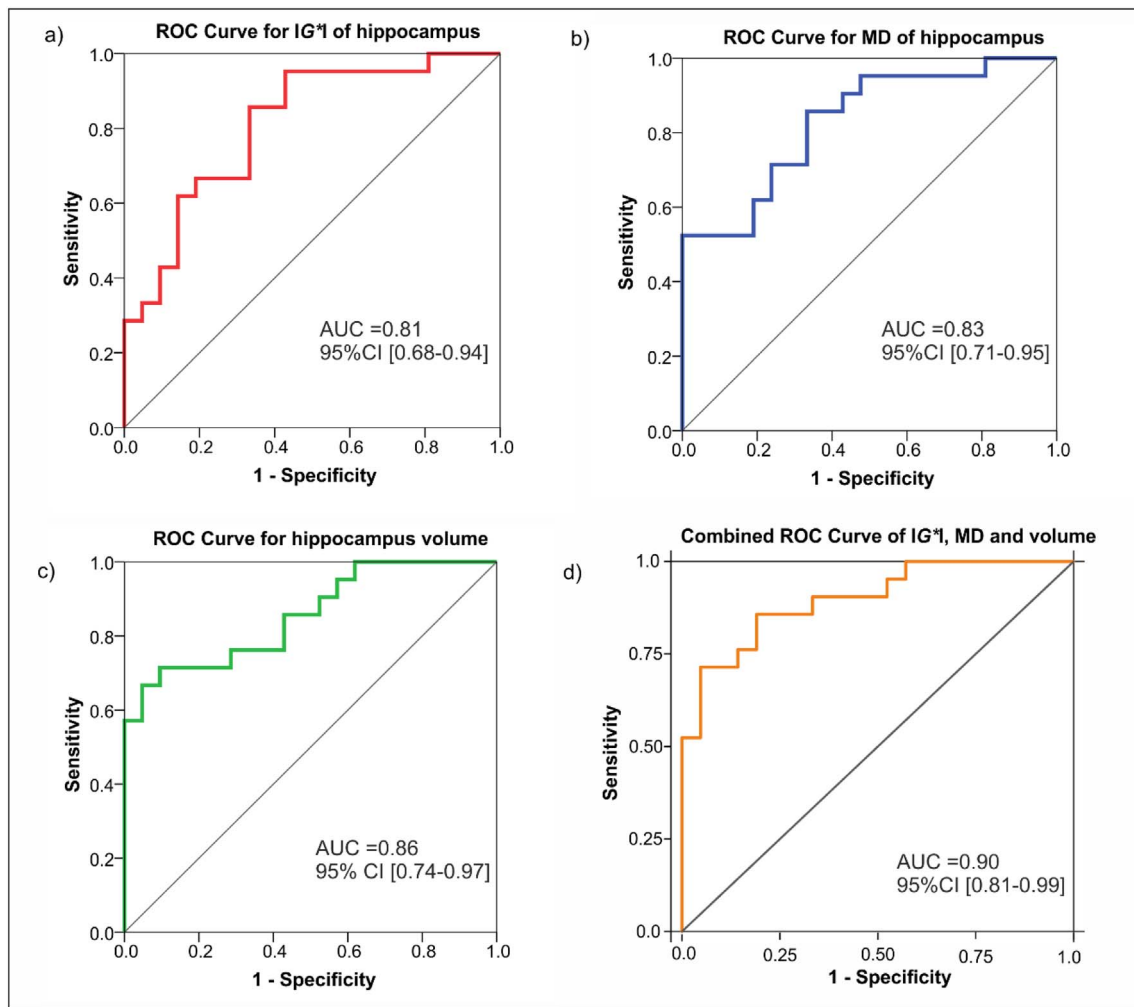 a)
ROC Curve for IG*I of hippocampus
1.0
0.8
0.6
0.4
0.2
0.0
Sensitivity
AUC =0.81
95%CI [0.68-0.94]
0.0 0.2 0.4 0.6 0.8 1.0
1 - Specificity
b)
ROC Curve for MD of hippocampus
1.0
0.8
0.6
0.4
0.2
0.0
Sensitivity
AUC =0.83
95%CI [0.71-0.95]
0.0 0.2 0.4 0.6 0.8 1.0
1 - Specificity
c)
ROC Curve for hippocampus volume
1.0
0.8
0.6
0.4
0.2
0.0
Sensitivity
AUC =0.86
95% CI [0.74-0.97]
0.0 0.2 0.4 0.6 0.8 1.0
1 - Specificity
d)
Combined ROC Curve of IG*I, MD and volume
1.0
0.75
0.50
0.25
0.0
Sensitivity
AUC =0.90
95%CI [0.81-0.99]
0.0 0.25 0.50 0.75 1.0
1 - Specificity